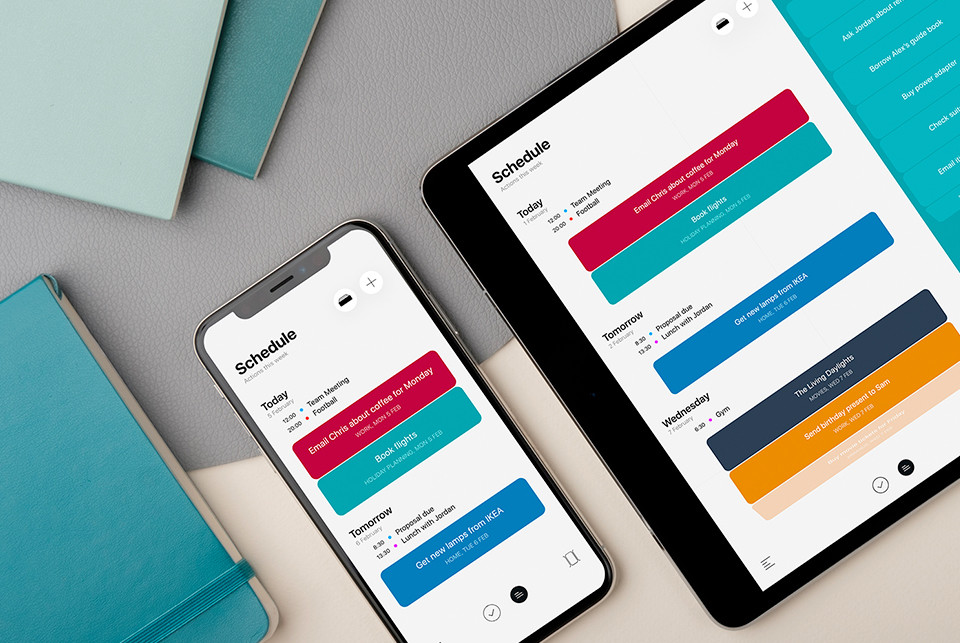 Schedule
Actions this week
Today
5 February
12:00 Team Meeting
20:00 Football
Email Chris about coffee for Monday
WORK, MON 5 FEB
Book flights
HOLIDAY PLANNING, MON 5 FEB
Tomorrow
6 February
8:30 Proposal due
13:30 Lunch with Jordan
Get new lamps from IKEA
HOME, TUE 6 FEB
Schedule
Actions this week
Today
1 February
12:00 Team Meeting
20:00 Football
Email Chris about coffee for Monday
WORK, MON 5 FEB
Book flights
HOLIDAY PLANNING, MON 5 FEB
Tomorrow
2 February
8:30 Proposal due
13:30 Lunch with Jordan
Get new lamps from IKEA
HOME, TUE 6 FEB
Wednesday
7 February
6:30 Gym
The Living Daylights
MOVIES, WED 7 FEB
Send birthday present to Sam
WORK, WED 7 FEB
Ask Jordan about
Borrow Alex's guide book
Buy power adapter
Check
Email